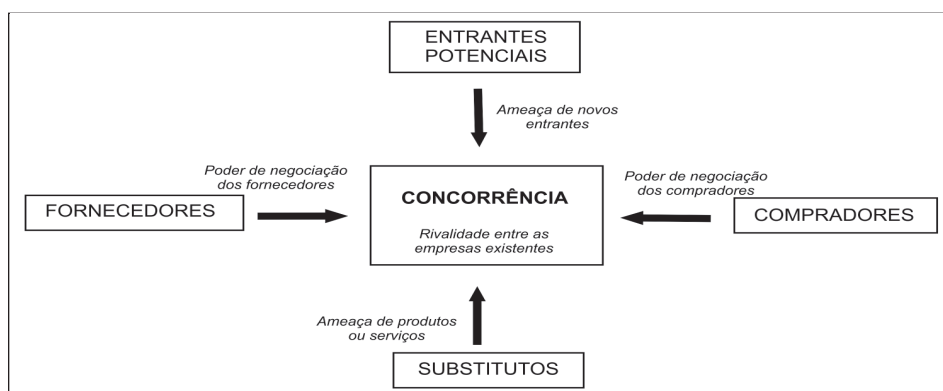 ENTRANTES
POTENCIAIS
Ameaça de novos
entrantes
Poder de negociação
dos fornecedores
FORNECEDORES
CONCORRÊNCIA
Rivalidade entre as
empresas existentes
Poder de negociação
dos compradores
COMPRADORES
Ameaça de produtos
ou serviços
SUBSTITUTOS